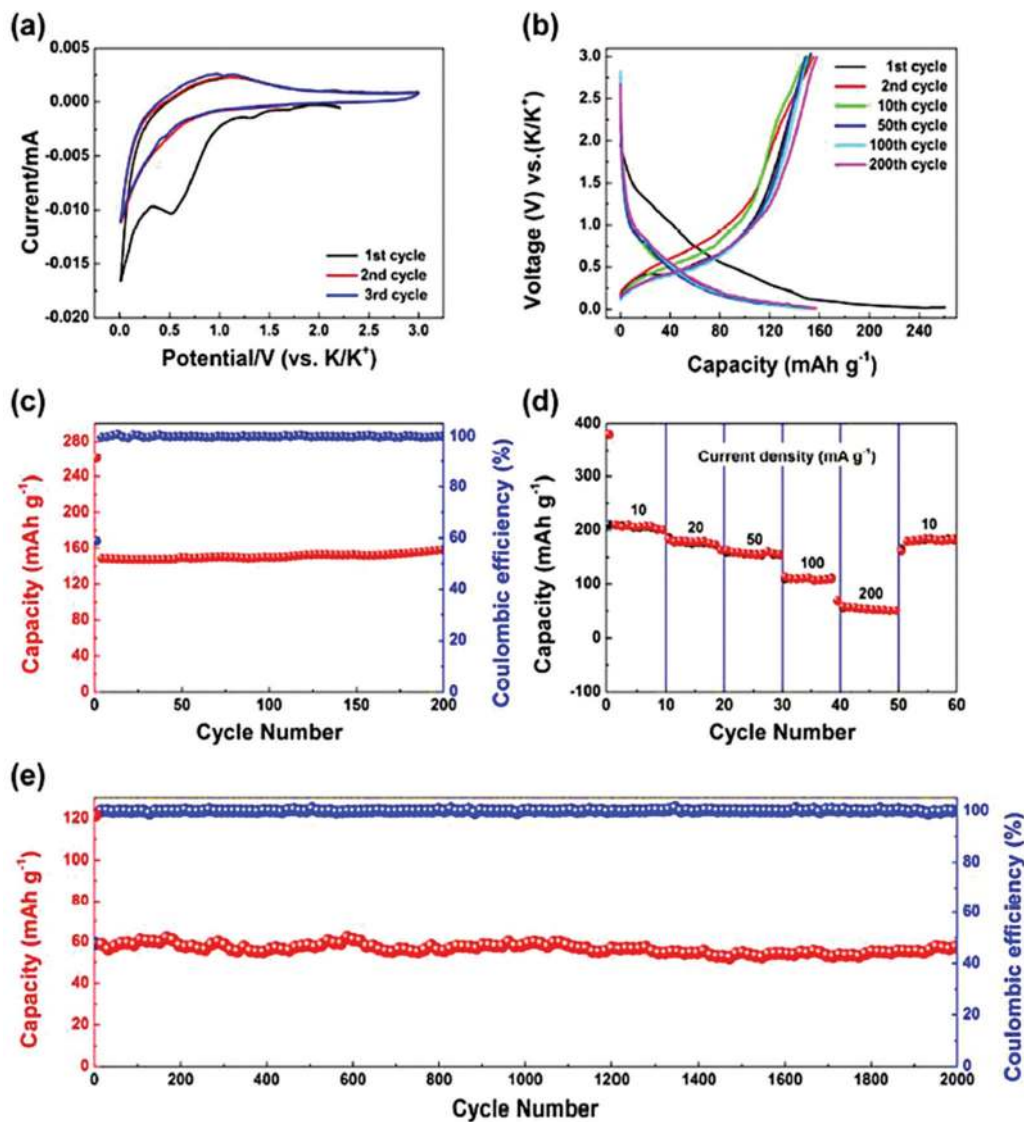 (a)
0.005
0.000
-0.005
-0.010
-0.015
-0.020
Current/mA
1st cycle
2nd cycle
3rd cycle
0.0 0.5 1.0 1.5 2.0 2.5 3.0
Potential/V (vs. K/K+)
(b)
3.0
2.5
2.0
1.5
1.0
0.5
0.0
Voltage (V) vs.(K/K+)
1st cycle
2nd cycle
10th cycle
50th cycle
100th cycle
200th cycle
0 40 80 120 160 200 240
Capacity (mAh g-1)
(c)
280
240
200
160
120
80
40
0
Capacity (mAh g-1)
100
80
60
40
20
0
Coulombic efficiency (%)
0 50 100 150 200
Cycle Number
(d)
400
300
200
100
0
-100
Capacity (mAh g-1)
Current density (mA g-1)
10
20
50
100
200
10
0 10 20 30 40 50 60
Cycle Number
(e)
120
100
80
60
40
20
0
Capacity (mAh g-1)
100
80
60
40
20
0
Coulombic efficiency (%)
0 200 400 600 800 1000 1200 1400 1600 1800 2000
Cycle Number